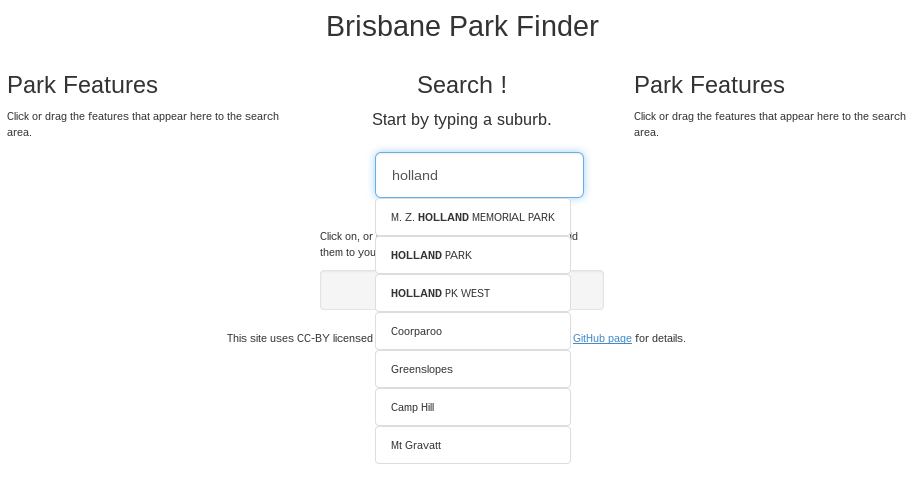 Brisbane Park Finder
Park Features
Click or drag the features that appear here to the search
area.
Search !
Start by typing a suburb.
holland
M. Z. HOLLAND MEMORIAL PARK
HOLLAND PARK
HOLLAND PK WEST
Coorparoo
Greenslopes
Camp Hill
Mt Gravatt
Click on, or
them to you
This site uses CC-BY licensed
GitHub page for details.
Park Features
Click or drag the features that appear here to the search
area.